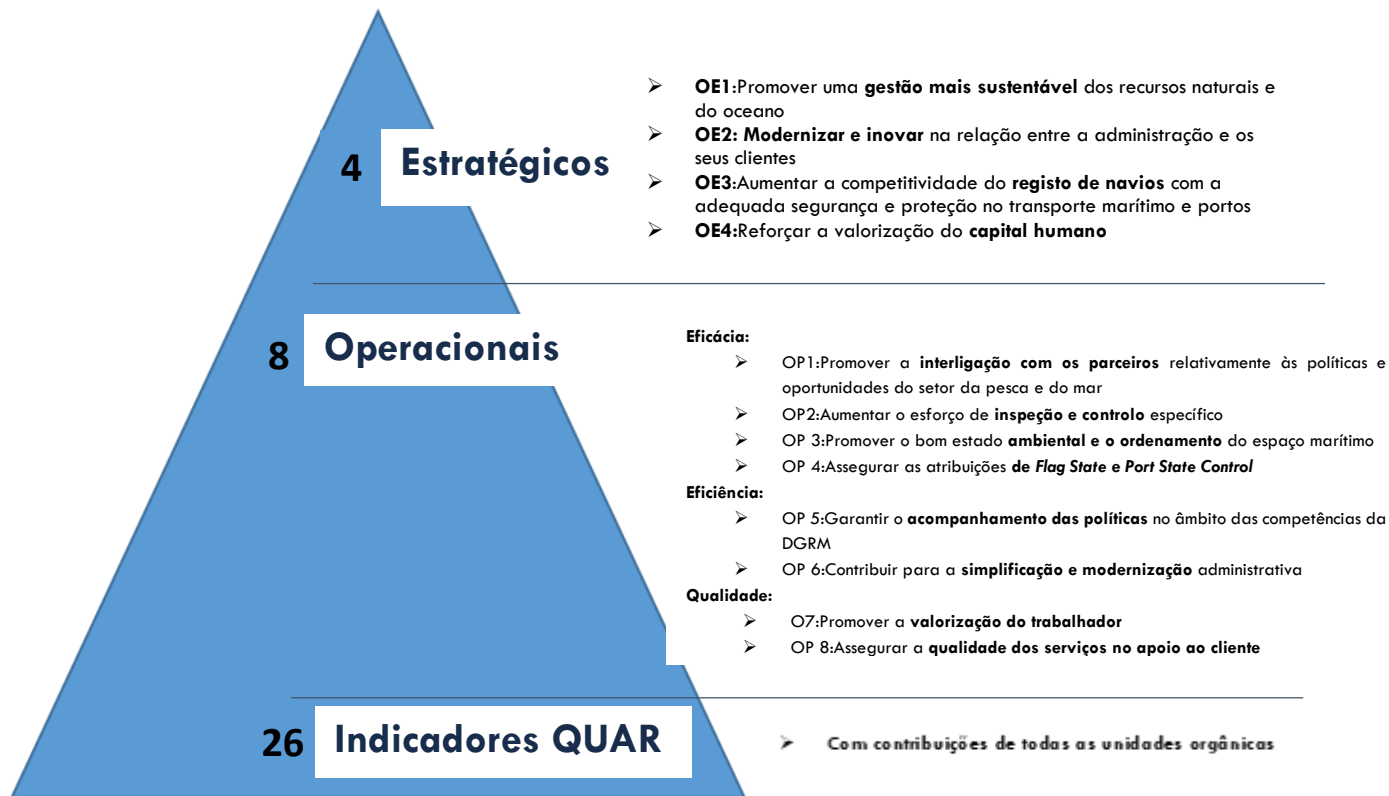 4 Estratégicos
➢ OE1:Promover uma gestão mais sustentável dos recursos naturais e
do oceano
➢ OE2: Modernizar e inovar na relação entre a administração e os
seus clientes
➢ OE3:Aumentar a competitividade do registo de navios com a
adequada segurança e proteção no transporte marítimo e portos
➢ OE4:Reforçar a valorização do capital humano
8 Operacionais
Eficácia:
➢ OP1:Promover a interligação com os parceiros relativamente às políticas e
oportunidades do setor da pesca e do mar
➢ OP2:Aumentar o esforço de inspeção e controlo específico
➢ OP 3:Promover o bom estado ambiental e o ordenamento do espaço marítimo
➢ OP 4:Assegurar as atribuições de Flag State e Port State Control
Eficiência:
➢ OP 5:Garantir o acompanhamento das políticas no âmbito das competências da
DGRM
➢ OP 6:Contribuir para a simplificação e modernização administrativa
Qualidade:
➢ O7:Promover a valorização do trabalhador
➢ OP 8:Assegurar a qualidade dos serviços no apoio ao cliente
26 Indicadores QUAR
➢ Com contribuições de todas as unidades orgânicas